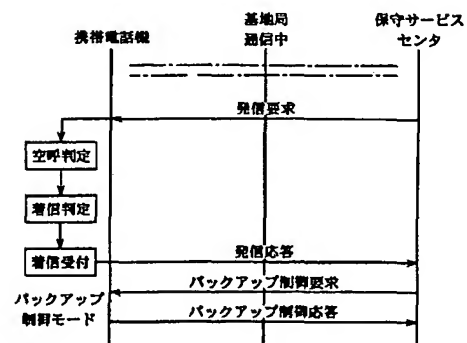 携帯電話機
基地局
通信中
保守サービス
センタ
発信要求
空呼判定
着信判定
着信受付
発信応答
バックアップ制御要求
バックアップ
制御モード
バックアップ制御応答